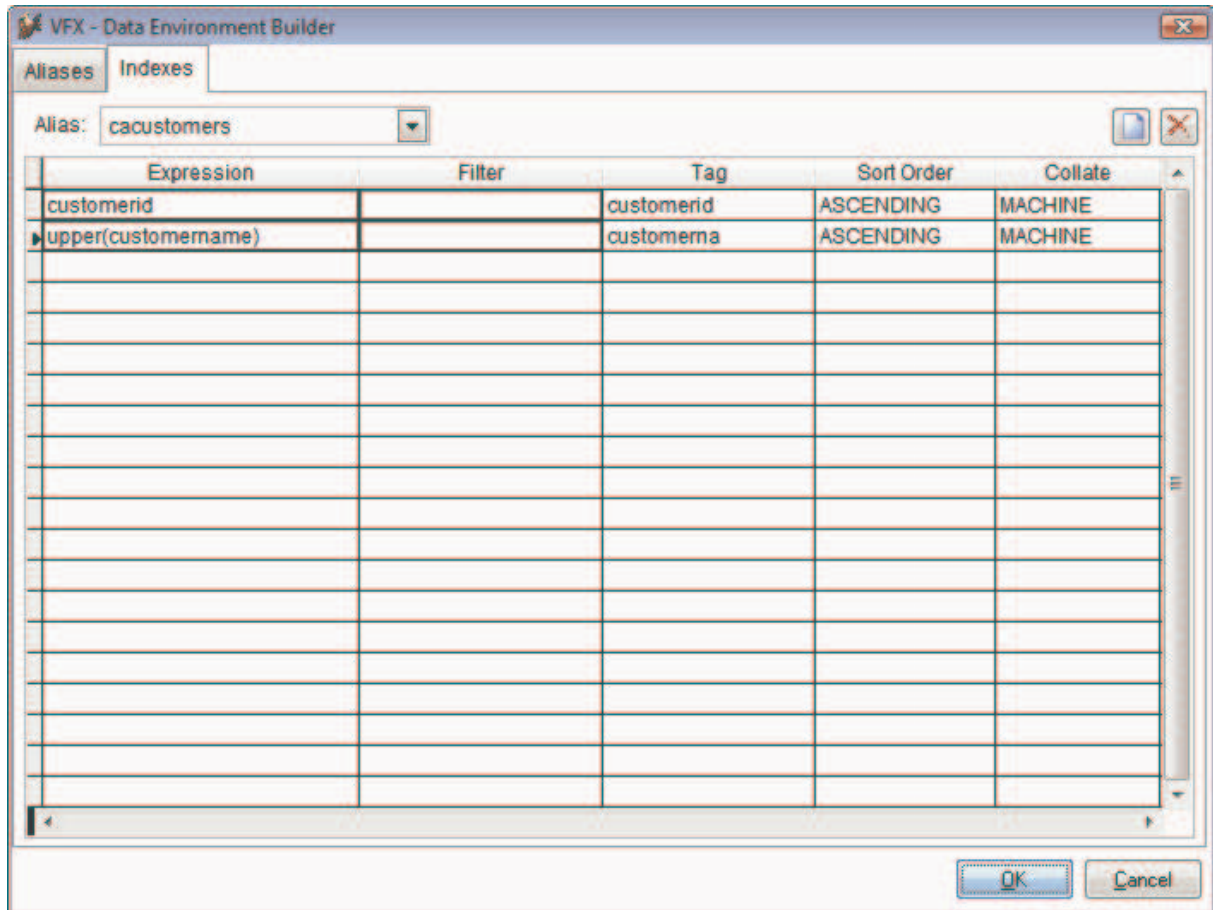 VFX - Data Environment Builder
Aliases Indexes
Alias: cacustomers
Expression Filter Tag Sort Order Collate
customerid customerid ASCENDING MACHINE
upper(customername) customerna ASCENDING MACHINE
OK Cancel